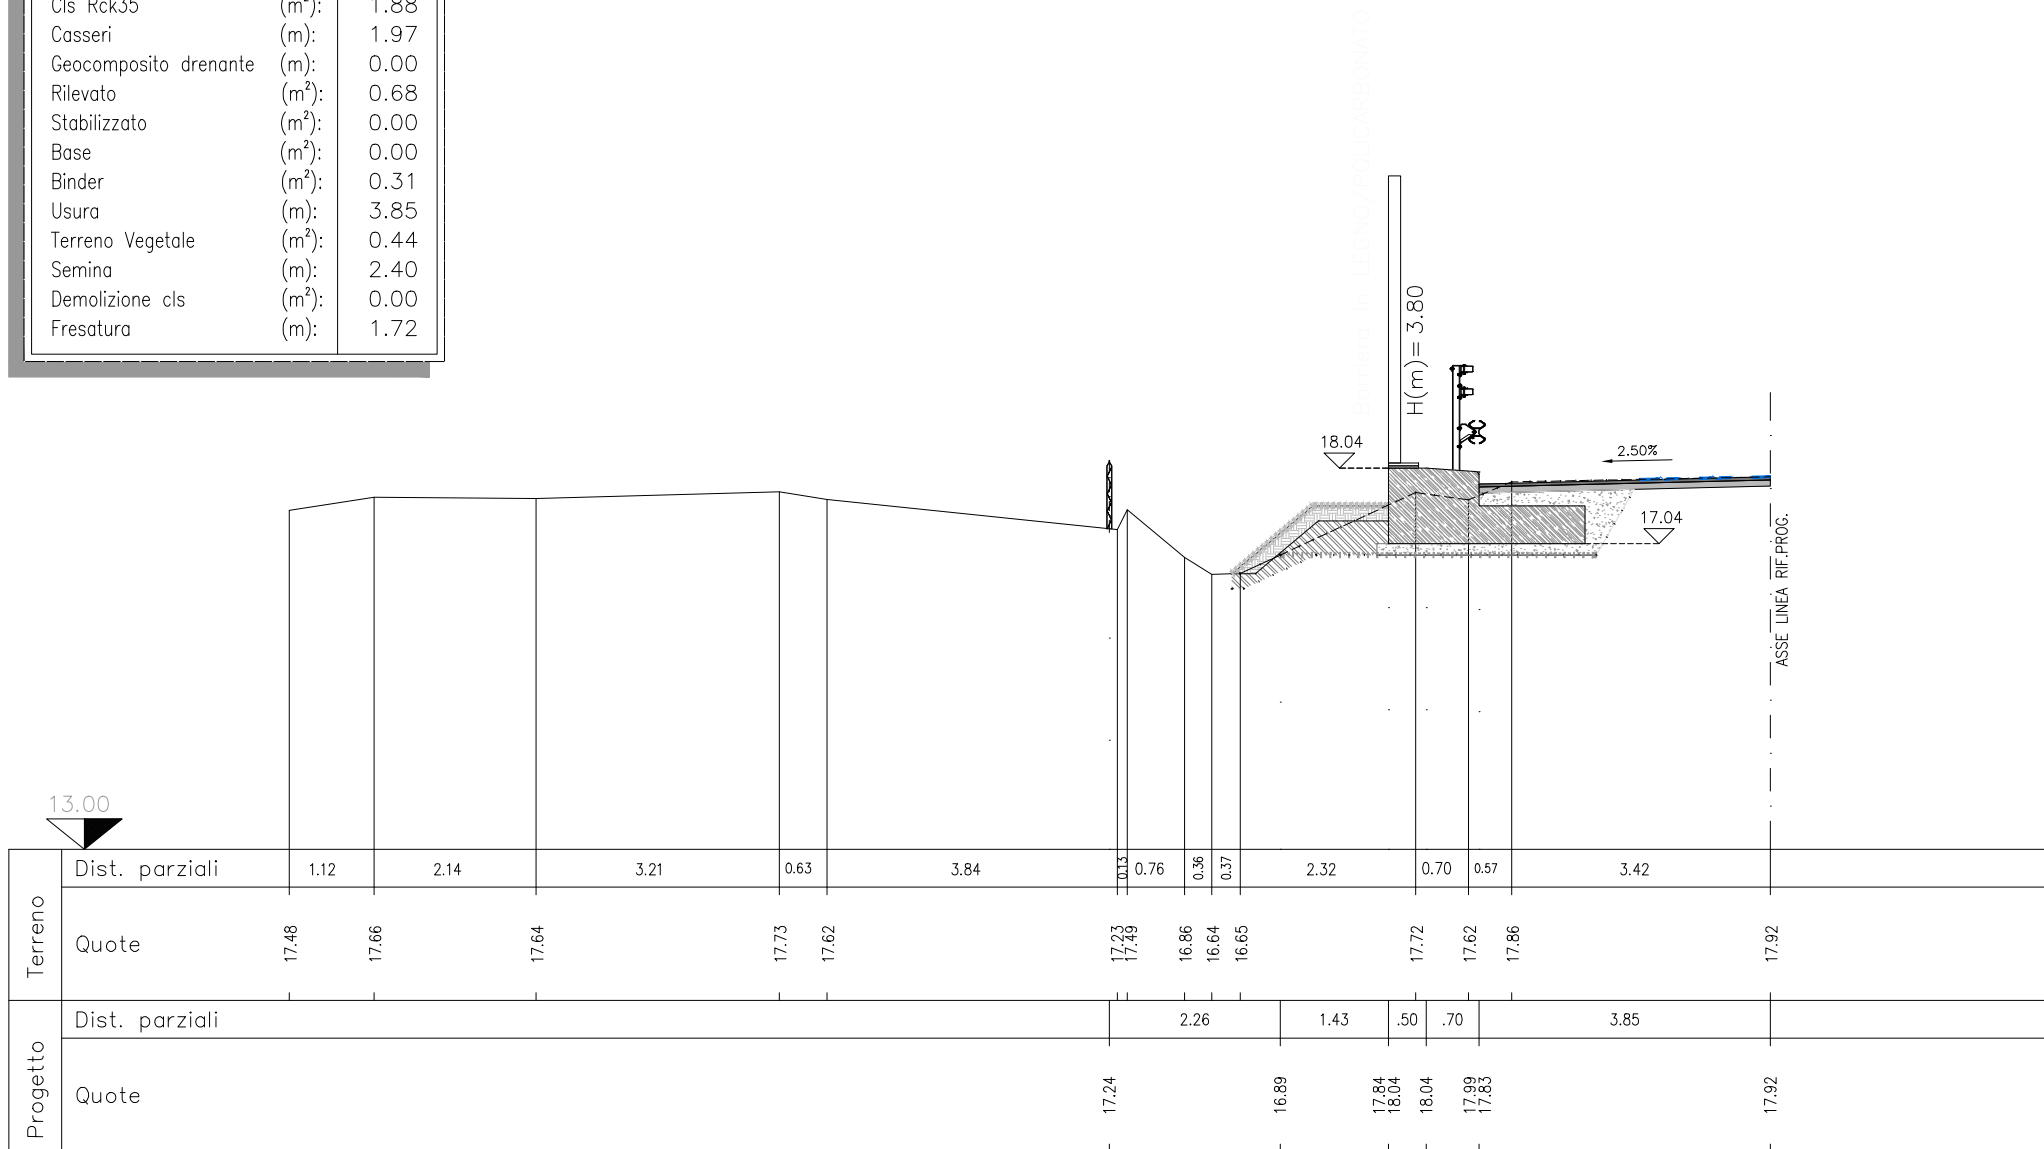 Cls Rck35 (m²): 1.88
Casseri (m): 1.97
Geocomposito drenante (m): 0.00
Rilevato (m²): 0.68
Stabilizzato (m²): 0.00
Base (m²): 0.00
Binder (m²): 0.31
Usura (m): 3.85
Terreno Vegetale (m²): 0.44
Semina (m): 2.40
Demolizione cls (m²): 0.00
Fresatura (m): 1.72
Barriera in LEGNO/POLICARBONATO
H(m)= 3.80
18.04
2.50%
17.04
ASSE LINEA RIF.PROG.
13.00
Terreno
Dist. parziali 1.12 2.14 3.21 0.63 3.84 0.13 0.76 0.36 0.37 2.32 0.70 0.57 3.42
Quote 17.48 17.66 17.64 17.73 17.62 17.23 17.49 16.86 16.64 16.65 17.72 17.62 17.86 17.92
Progetto
Dist. parziali 2.26 1.43 .50 .70 3.85
Quote 17.24 16.89 17.84 18.04 18.04 17.99 17.83 17.92